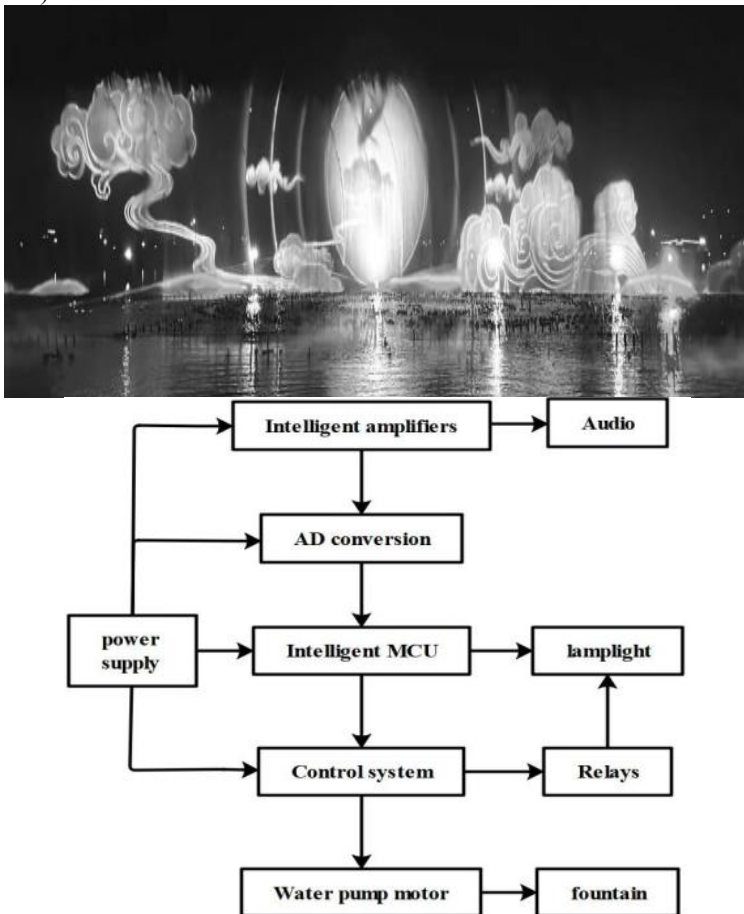 Intelligent amplifiers
Audio
AD conversion
power
supply
Intelligent MCU
lamplight
Control system
Relays
Water pump motor
fountain